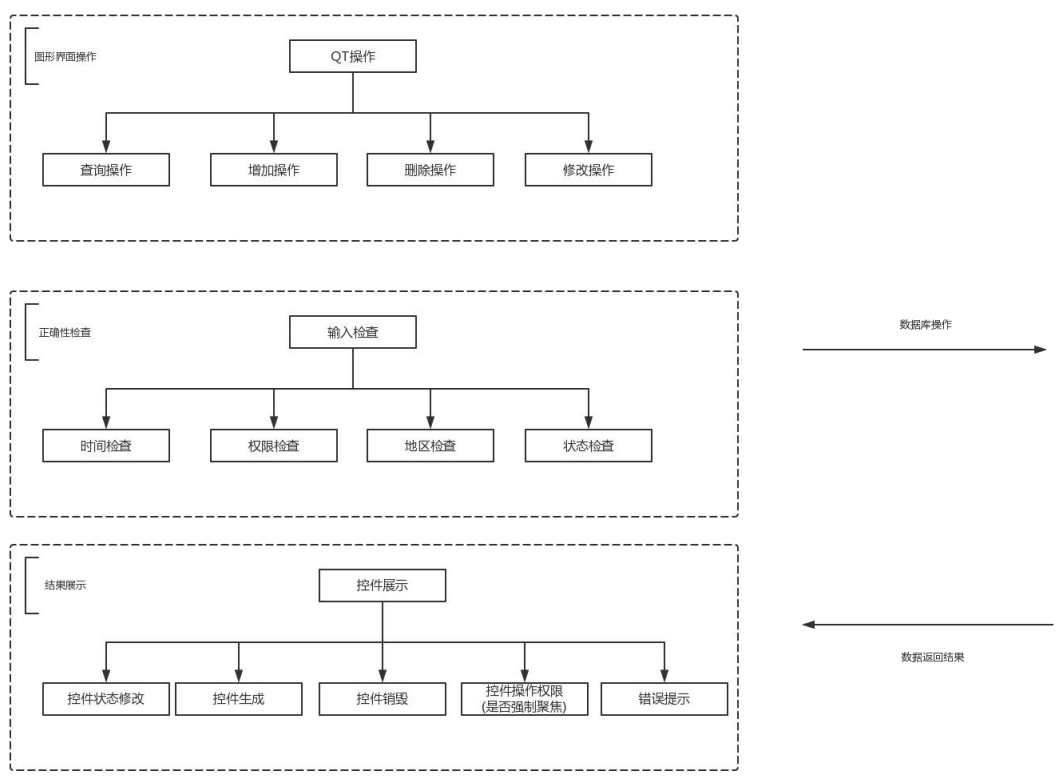 图形界面操作
QT操作
查询操作
增加操作
删除操作
修改操作
正确性检查
输入检查
数据库操作
时间检查
权限检查
地区检查
状态检查
结果展示
控件展示
数据返回结果
控件状态修改
控件生成
控件销毁
控件操作权限
(是否强制聚焦)
错误提示